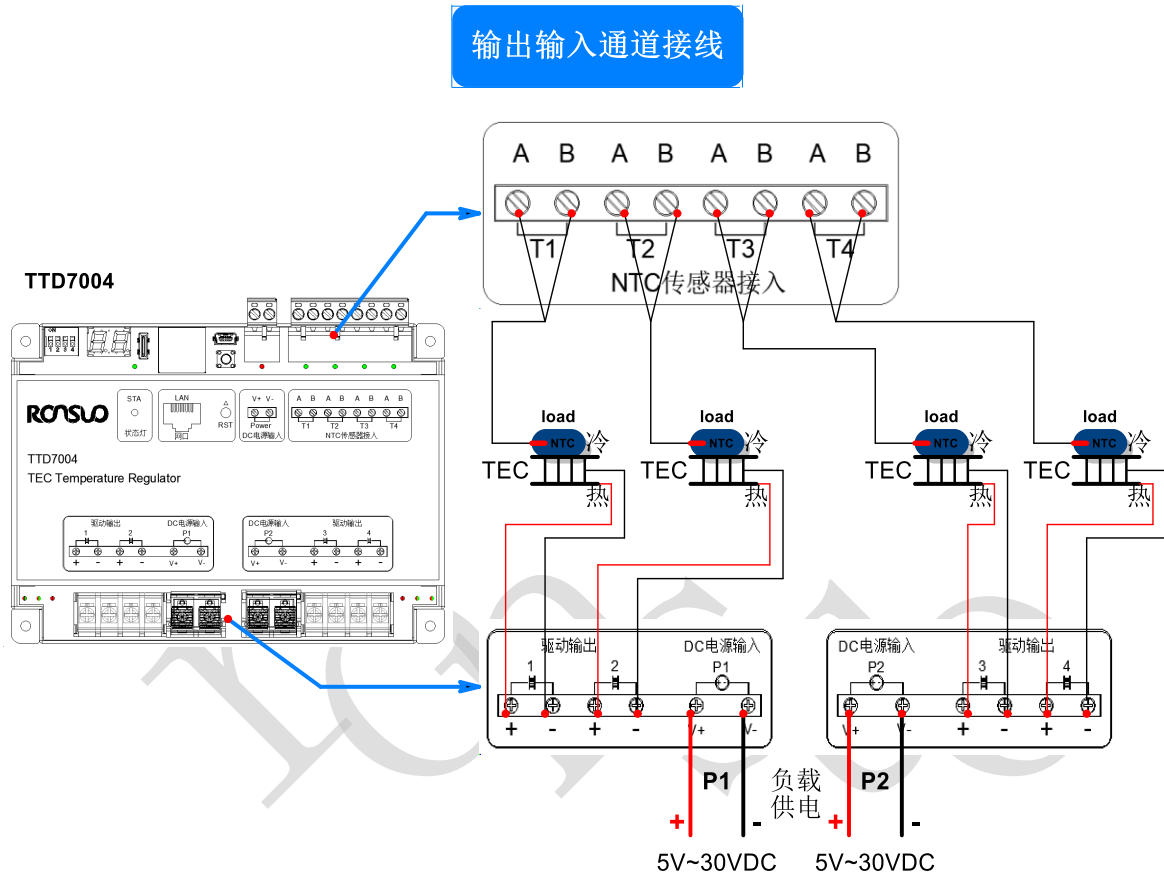 输出输入通道接线
A B A B A B A B
T1 T2 T3 T4
NTC传感器接入
TTD7004
ON
1 2 3 4
RONSUO
STA
状态灯
LAN
网口
RST
V+ V-
Power
DC电源输入
A B A B A B A B
T1 T2 T3 T4
NTC传感器接入
TTD7004
TEC Temperature Regulator
驱动输出 DC电源输入
1 2 P1
+ - + - V+ V-
DC电源输入 驱动输出
P2 3 4
V+ V- + - + -
load load load load
NTC NTC NTC NTC
冷 冷 冷 冷
TEC TEC TEC TEC
热 热 热 热
驱动输出 DC电源输入
1 2 P1
+ - + - V+ V-
DC电源输入 驱动输出
P2 3 4
V+ V- + - + -
P1 负载 P2
供电
+ - + -
5V~30VDC 5V~30VDC